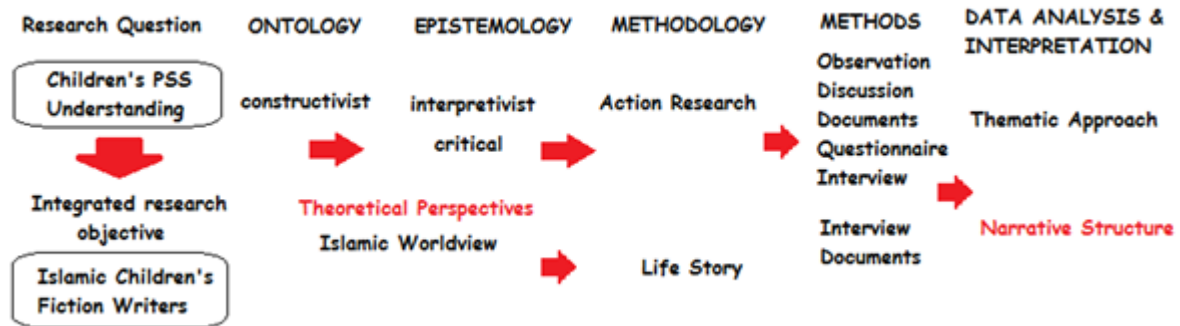 Research Question
ONTOLOGY
EPISTEMOLOGY
METHODOLOGY
METHODS
DATA ANALYSIS &
INTERPRETATION
Children's PSS
Understanding
constructivist
interpretivist
critical
Action Research
Observation
Discussion
Documents
Questionnaire
Interview
Thematic Approach
Integrated research
objective
Theoretical Perspectives
Islamic Worldview
Islamic Children's
Fiction Writers
Life Story
Interview
Documents
Narrative Structure